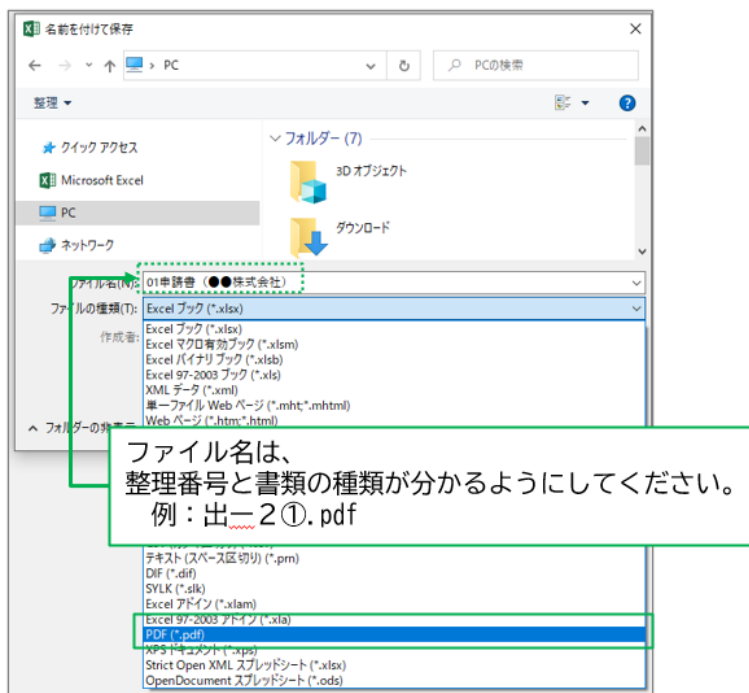 名前を付けて保存
PC
PCの検索
整理
クイック アクセス
Microsoft Excel
PC
ネットワーク
フォルダー (7)
3D オブジェクト
ダウンロード
ファイル名(N):
01申請書（●●株式会社）
ファイルの種類(T):
Excel ブック (*.xlsx)
作成者:
Excel ブック (*.xlsx)
Excel マクロ有効ブック (*.xlsm)
Excel バイナリ ブック (*.xlsb)
Excel 97-2003 ブック (*.xls)
XML データ (*.xml)
単一ファイル Web ページ (*.mht;*.mhtml)
Web ページ (*.htm;*.html)
フォルダーの非表示
ファイル名は、
整理番号と書類の種類が分かるようにしてください。
例：出―２①.pdf
テキスト (スペース区切り) (*.prn)
DIF (*.dif)
SYLK (*.slk)
Excel アドイン (*.xlam)
Excel 97-2003 アドイン (*.xla)
PDF (*.pdf)
XPS ドキュメント (*.xps)
Strict Open XML スプレッドシート (*.xlsx)
OpenDocument スプレッドシート (*.ods)